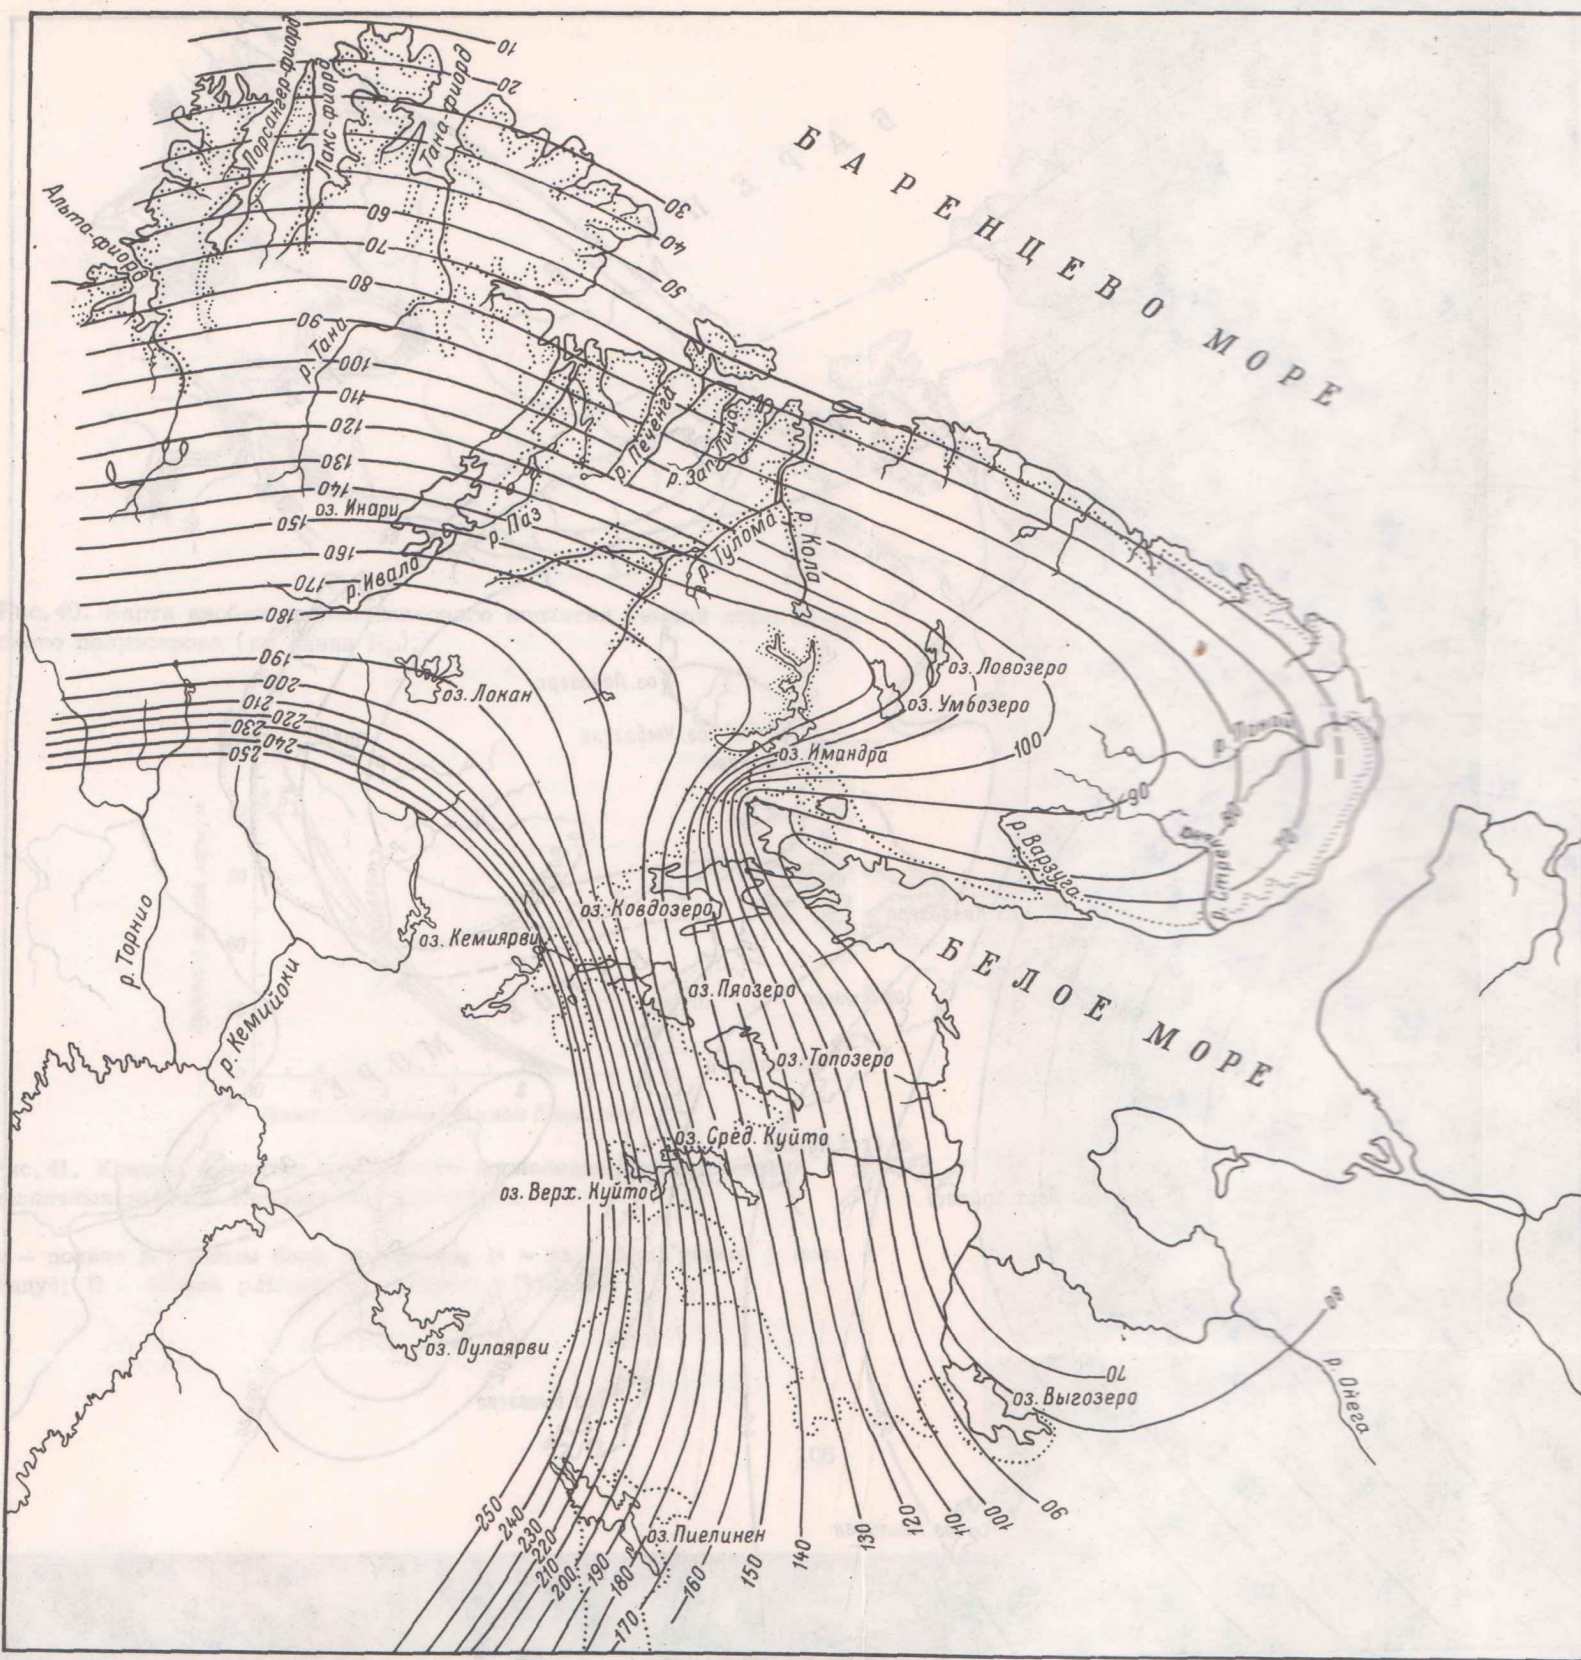 10
20
Порсангер-фиорд
Лакс-фиорд
Тана-фиорд
Альта-фиорд
БАРЕНЦЕВО МОРЕ
30
40
50
60
70
80
90
100
110
120
130
140
150
160
170
180
190
200
210
220
230
240
250
р. Тана
р. Печенга
р. Зап. Лица
оз. Инари
р. Паз
р. Ивало
р. Тулома
р. Кола
оз. Локан
оз. Ловозеро
оз. Умбозеро
оз. Имандра
100
90
80
70
р. Поной
р. Варзуга
р. Стрельна
р. Торнио
р. Кемийоки
оз. Кемиярви
оз. Ковдозеро
оз. Пяозеро
оз. Топозеро
БЕЛОЕ МОРЕ
оз. Сред. Куйто
оз. Верх. Куйто
оз. Оулаярви
оз. Выгозеро
р. Онега
80
70
оз. Пиелинен
250
240
230
220
210
200
190
180
170
160
150
140
130
120
110
100
90